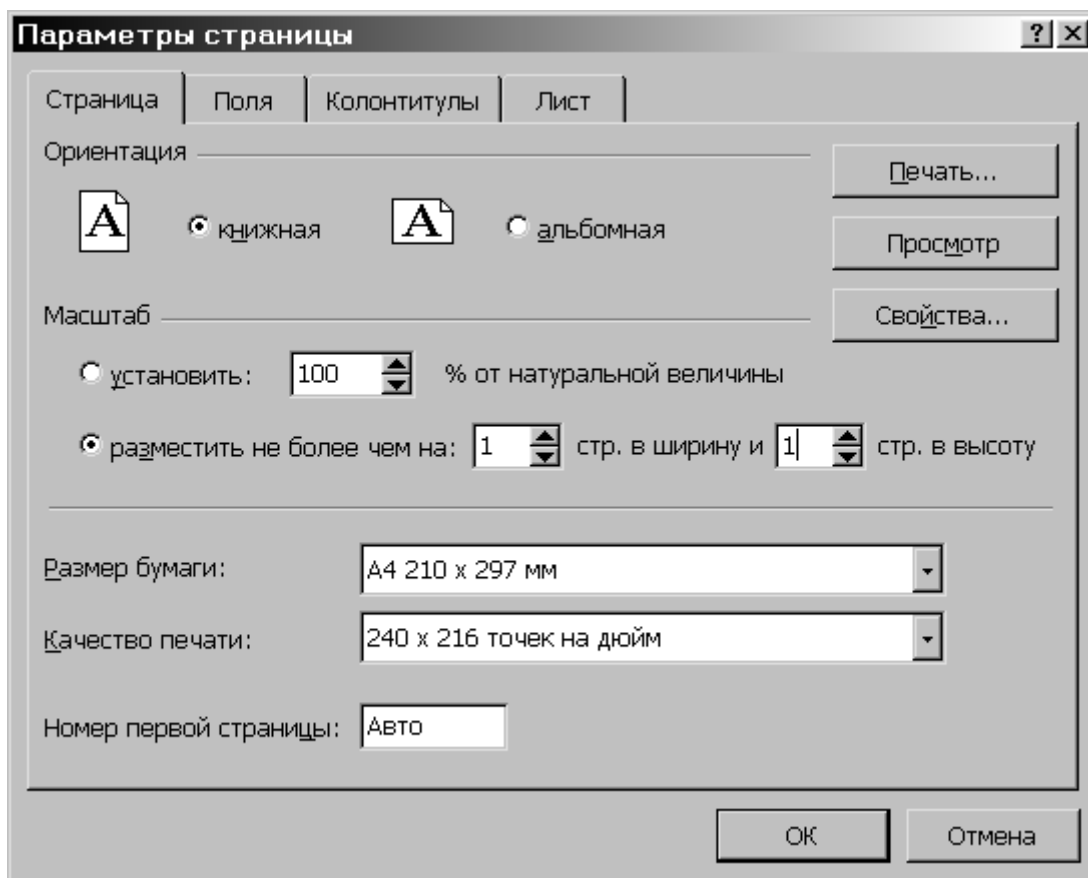 Параметры страницы
Страница Поля Колонтитулы Лист
Ориентация
Печать...
A книжная A альбомная
Просмотр
Масштаб
Свойства...
установить: 100 % от натуральной величины
разместить не более чем на: 1 стр. в ширину и 1 стр. в высоту
Размер бумаги: A4 210 x 297 мм
Качество печати: 240 x 216 точек на дюйм
Номер первой страницы: Авто
ОК Отмена